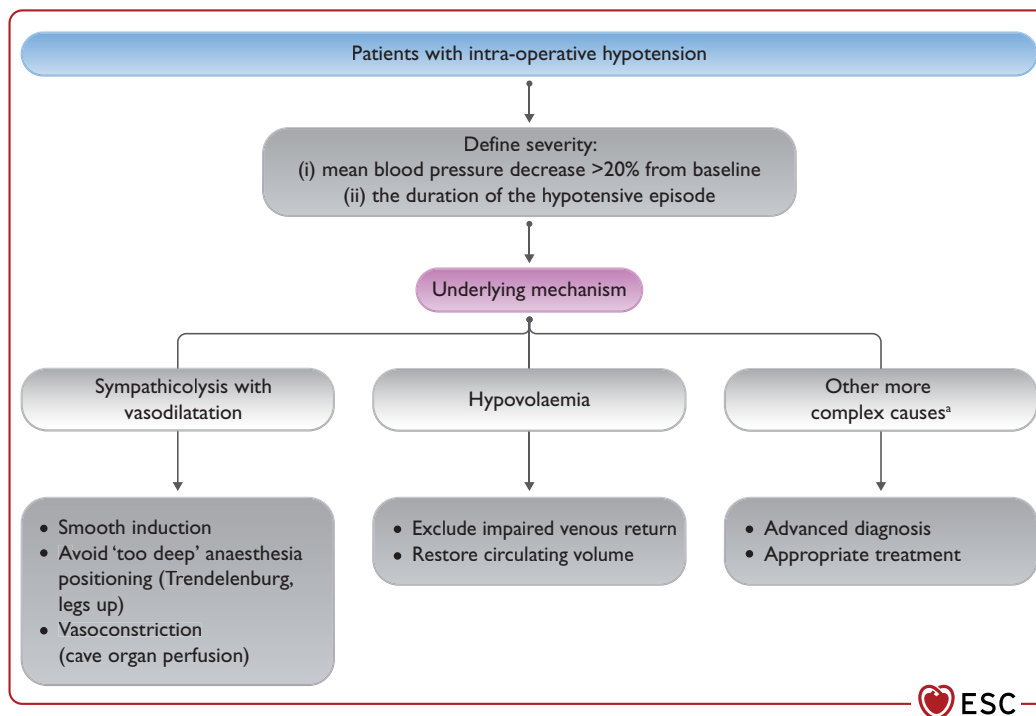 Patients with intra-operative hypotension
Define severity:
(i) mean blood pressure decrease >20% from baseline
(ii) the duration of the hypotensive episode
Underlying mechanism
Sympathicolysis with
vasodilatation
Hypovolaemia
Other more
complex causesª
• Smooth induction
• Avoid ‘too deep’ anaesthesia
positioning (Trendelenburg,
legs up)
• Vasoconstriction
(cave organ perfusion)
• Exclude impaired venous return
• Restore circulating volume
• Advanced diagnosis
• Appropriate treatment
ESC